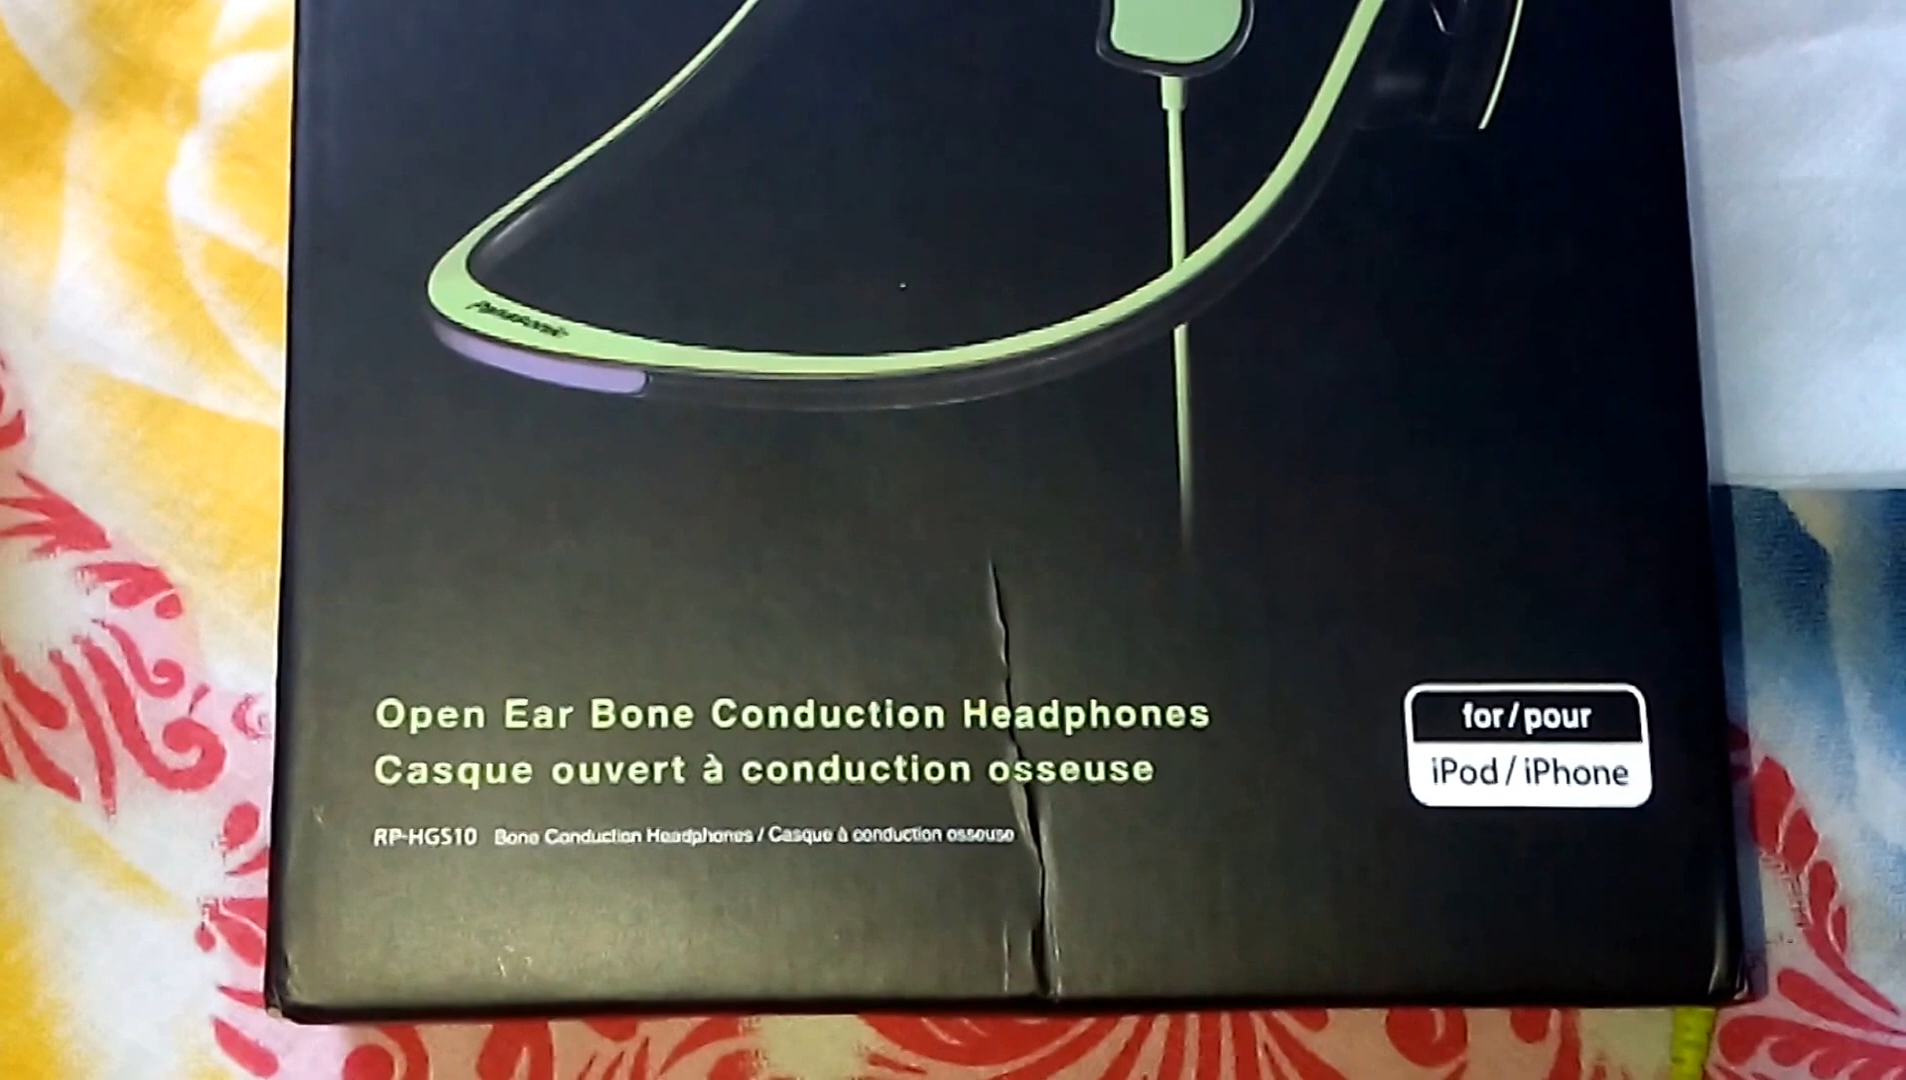 Panasonic
Open Ear Bone Conduction Headphones
Casque ouvert à conduction osseuse
for/pour
iPod/iPhone
RP-HGS10 Bone Conduction Headphones / Casque à conduction osseuse